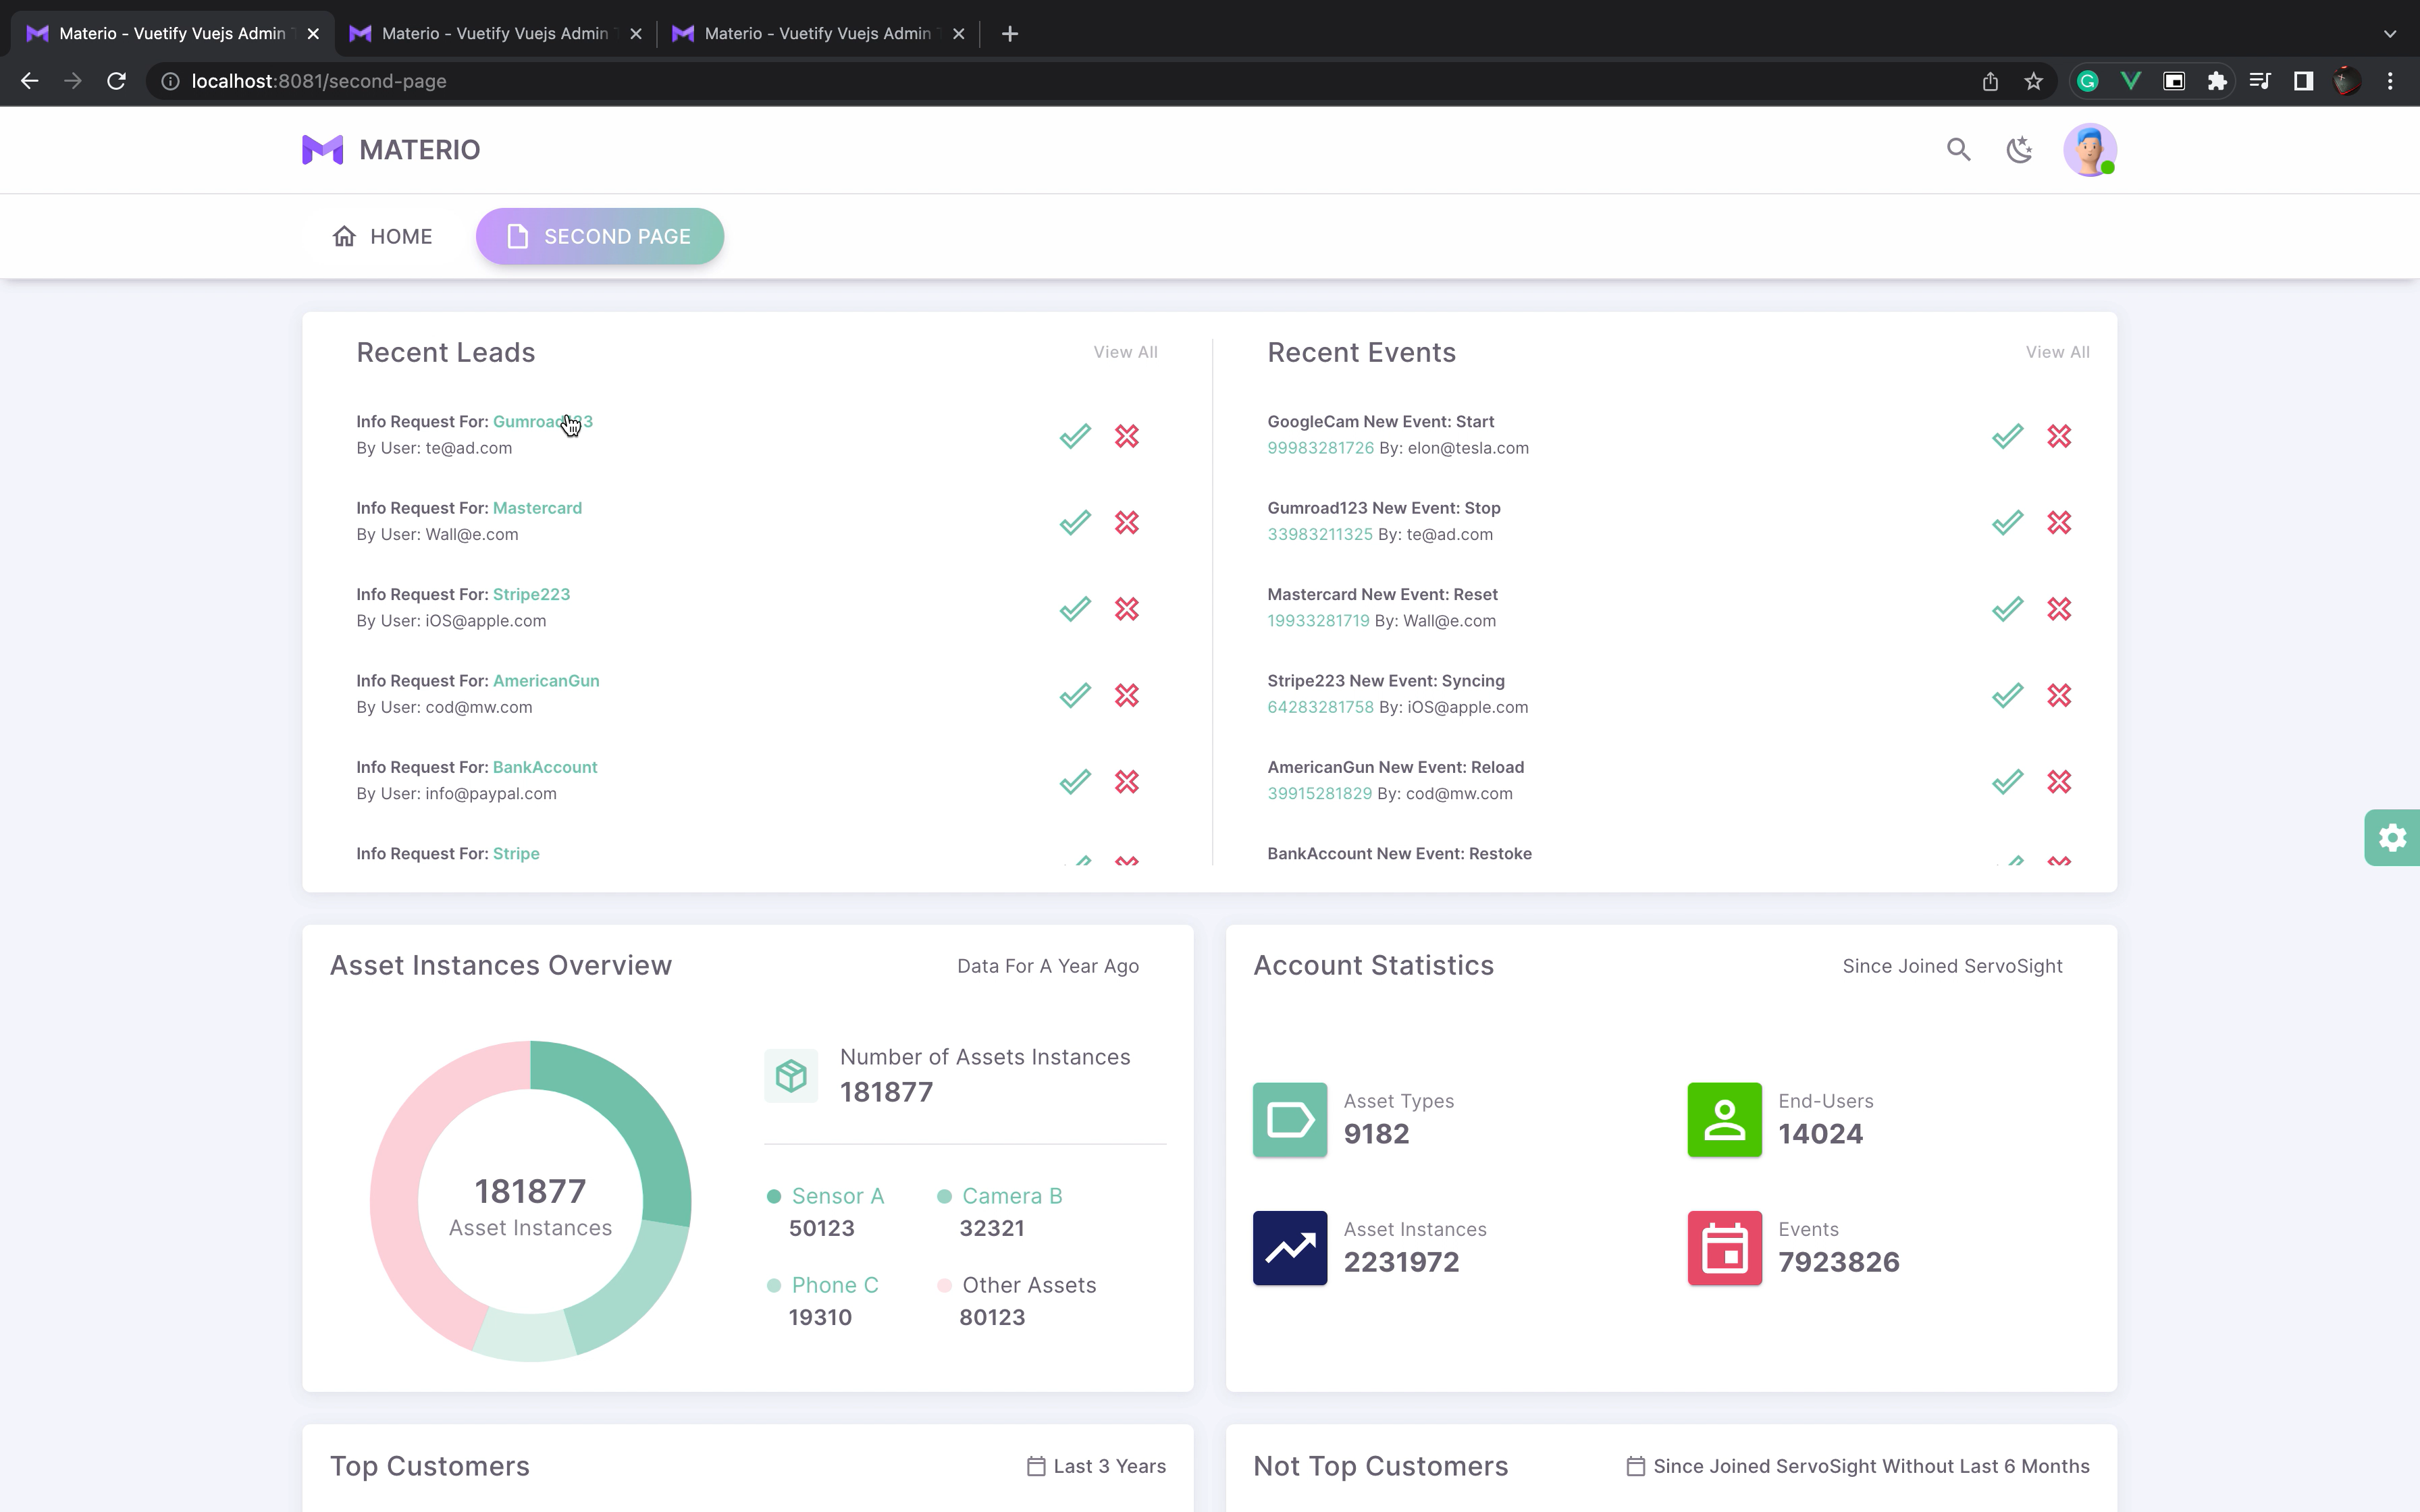 Materio - Vuetify Vuejs Admin
Materio - Vuetify Vuejs Admin
Materio - Vuetify Vuejs Admin
localhost:8081/second-page
MATERIO
HOME
SECOND PAGE
Recent Leads
View All
Info Request For: Gumroad123
By User: te@ad.com
Info Request For: Mastercard
By User: Wall@e.com
Info Request For: Stripe223
By User: iOS@apple.com
Info Request For: AmericanGun
By User: cod@mw.com
Info Request For: BankAccount
By User: info@paypal.com
Info Request For: Stripe
Recent Events
View All
GoogleCam New Event: Start
99983281726 By: elon@tesla.com
Gumroad123 New Event: Stop
33983211325 By: te@ad.com
Mastercard New Event: Reset
19933281719 By: Wall@e.com
Stripe223 New Event: Syncing
64283281758 By: iOS@apple.com
AmericanGun New Event: Reload
39915281829 By: cod@mw.com
BankAccount New Event: Restoke
Asset Instances Overview
Data For A Year Ago
181877
Asset Instances
Number of Assets Instances
181877
Sensor A
50123
Camera B
32321
Phone C
19310
Other Assets
80123
Account Statistics
Since Joined ServoSight
Asset Types
9182
End-Users
14024
Asset Instances
2231972
Events
7923826
Top Customers
Last 3 Years
Not Top Customers
Since Joined ServoSight Without Last 6 Months